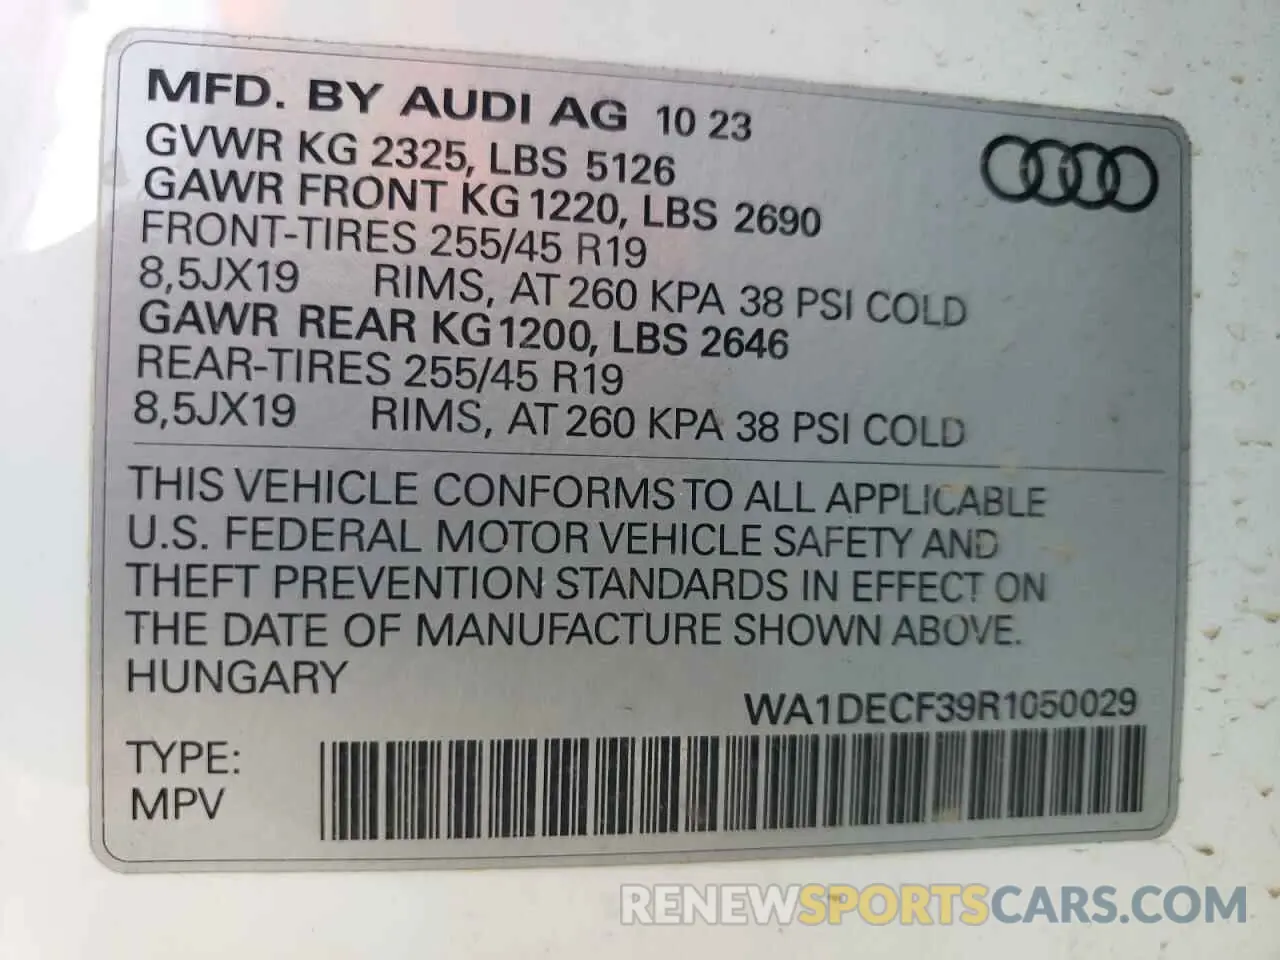 MFD. BY AUDI AG 10 23
GVWR KG 2325, LBS 5126
GAWR FRONT KG 1220, LBS 2690
FRONT-TIRES 255/45 R19
8,5JX19 RIMS, AT 260 KPA 38 PSI COLD
GAWR REAR KG 1200, LBS 2646
REAR-TIRES 255/45 R19
8,5JX19 RIMS, AT 260 KPA 38 PSI COLD
THIS VEHICLE CONFORMS TO ALL APPLICABLE
U.S. FEDERAL MOTOR VEHICLE SAFETY AND
THEFT PREVENTION STANDARDS IN EFFECT ON
THE DATE OF MANUFACTURE SHOWN ABOVE.
HUNGARY
WA1DECF39R1050029
TYPE:
MPV
RENEWSPORTSCARS.COM